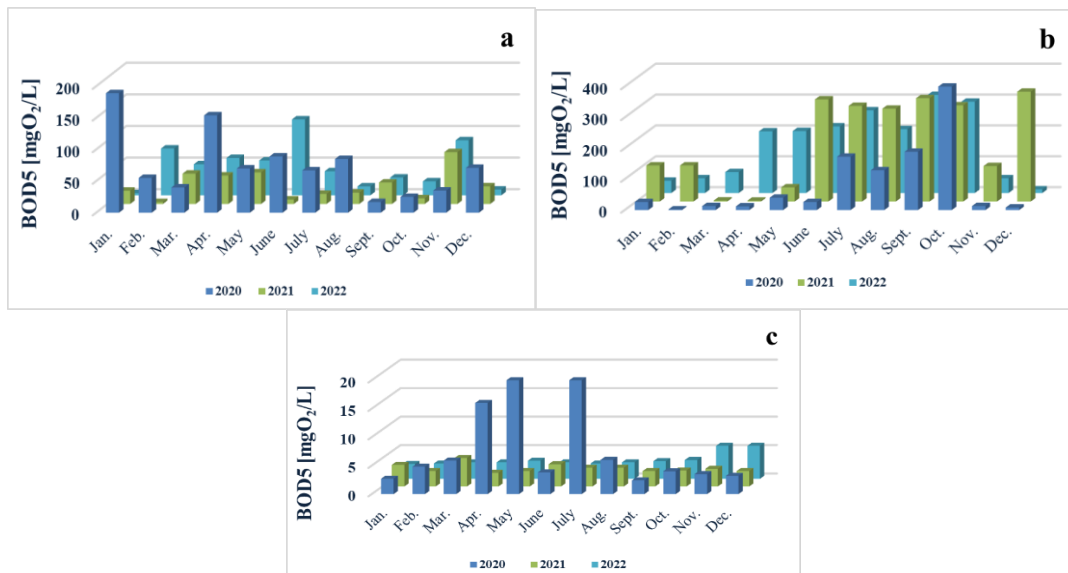 a
BOD5 [mgO₂/L]
200
150
100
50
0
Jan. Feb. Mar. Apr. May June July Aug. Sept. Oct. Nov. Dec.
2020 2021 2022
b
BOD5 [mgO₂/L]
400
300
200
100
0
Jan. Feb. Mar. Apr. May June July Aug. Sept. Oct. Nov. Dec.
2020 2021 2022
c
BOD5 [mgO₂/L]
20
15
10
5
0
Jan. Feb. Mar. Apr. May June July Aug. Sept. Oct. Nov. Dec.
2020 2021 2022